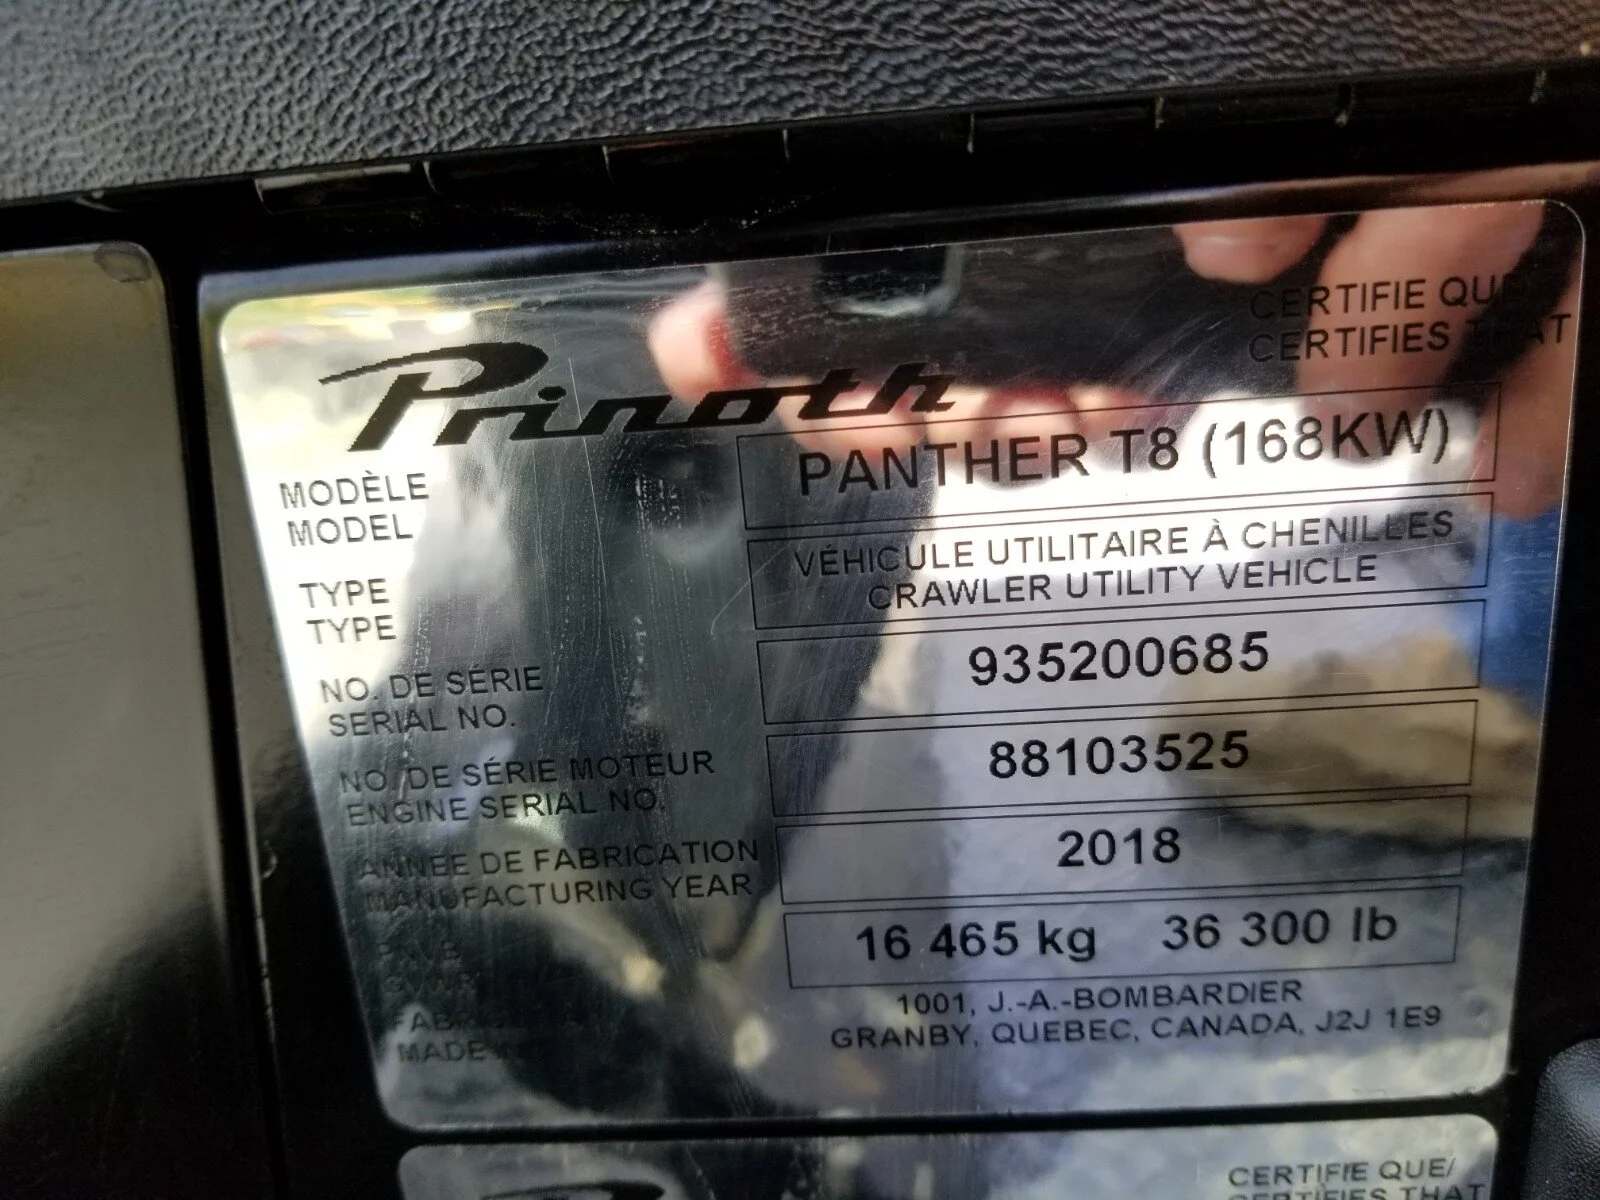 CERTIFIE QUE/
CERTIFIES THAT
Prinoth
MODÈLE
MODEL
PANTHER T8 (168KW)
TYPE
TYPE
VÉHICULE UTILITAIRE À CHENILLES
CRAWLER UTILITY VEHICLE
NO. DE SÉRIE
SERIAL NO.
935200685
NO. DE SÉRIE MOTEUR
ENGINE SERIAL NO.
88103525
ANNÉE DE FABRICATION
MANUFACTURING YEAR
2018
16 465 kg 36 300 lb
MADE
1001, J.-A.-BOMBARDIER
GRANBY, QUEBEC, CANADA, J2J 1E9
CERTIFIE QUE/
CERTIFIES THAT